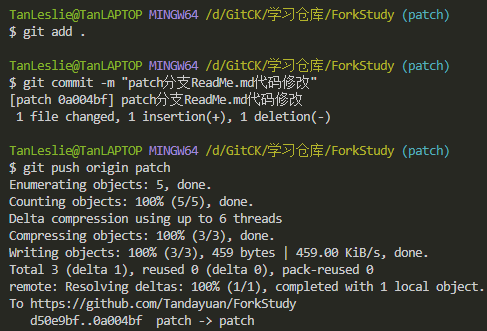 TanLeslie@TanLAPTOP MINGW64 /d/GitCK/学习仓库/ForkStudy (patch)
$ git add .
TanLeslie@TanLAPTOP MINGW64 /d/GitCK/学习仓库/ForkStudy (patch)
$ git commit -m "patch分支ReadMe.md代码修改"
[patch 0a004bf] patch分支ReadMe.md代码修改
 1 file changed, 1 insertion(+), 1 deletion(-)
TanLeslie@TanLAPTOP MINGW64 /d/GitCK/学习仓库/ForkStudy (patch)
$ git push origin patch
Enumerating objects: 5, done.
Counting objects: 100% (5/5), done.
Delta compression using up to 6 threads
Compressing objects: 100% (3/3), done.
Writing objects: 100% (3/3), 459 bytes | 459.00 KiB/s, done.
Total 3 (delta 1), reused 0 (delta 0), pack-reused 0
remote: Resolving deltas: 100% (1/1), completed with 1 local object.
To https://github.com/Tandayuan/ForkStudy
   d50e9bf..0a004bf  patch -> patch